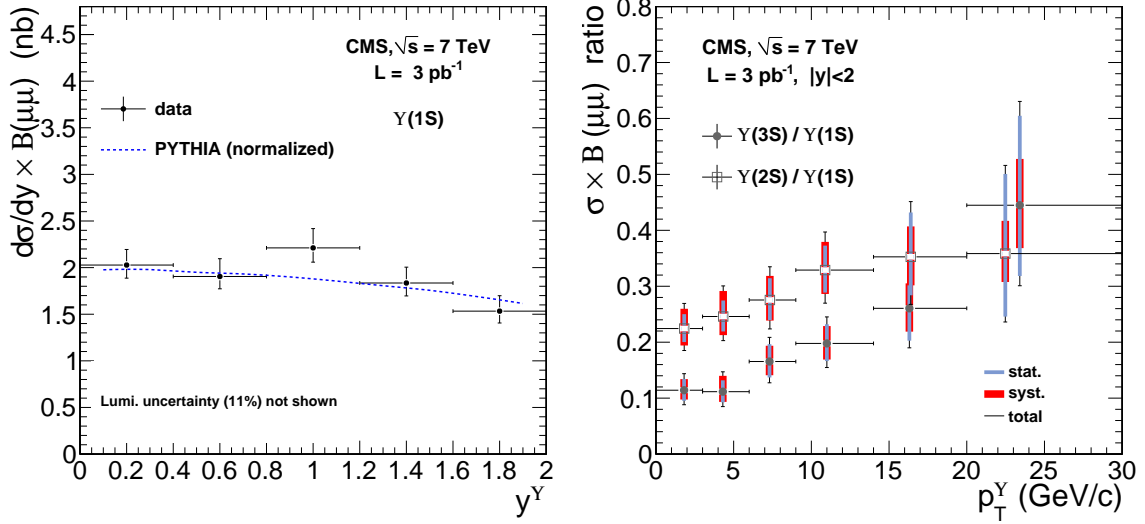 dσ/dy × B(μμ) (nb)
4.5
4
3.5
3
2.5
2
1.5
1
0.5
0
CMS, √s = 7 TeV
L = 3 pb⁻¹
data
ϒ(1S)
PYTHIA (normalized)
Lumi. uncertainty (11%) not shown
0.2 0.4 0.6 0.8 1 1.2 1.4 1.6 1.8 2
y^ϒ
σ × B (μμ) ratio
0.8
0.7
0.6
0.5
0.4
0.3
0.2
0.1
0
CMS, √s = 7 TeV
L = 3 pb⁻¹, |y|<2
ϒ(3S) / ϒ(1S)
ϒ(2S) / ϒ(1S)
stat.
syst.
total
0 5 10 15 20 25 30
p_T^ϒ (GeV/c)